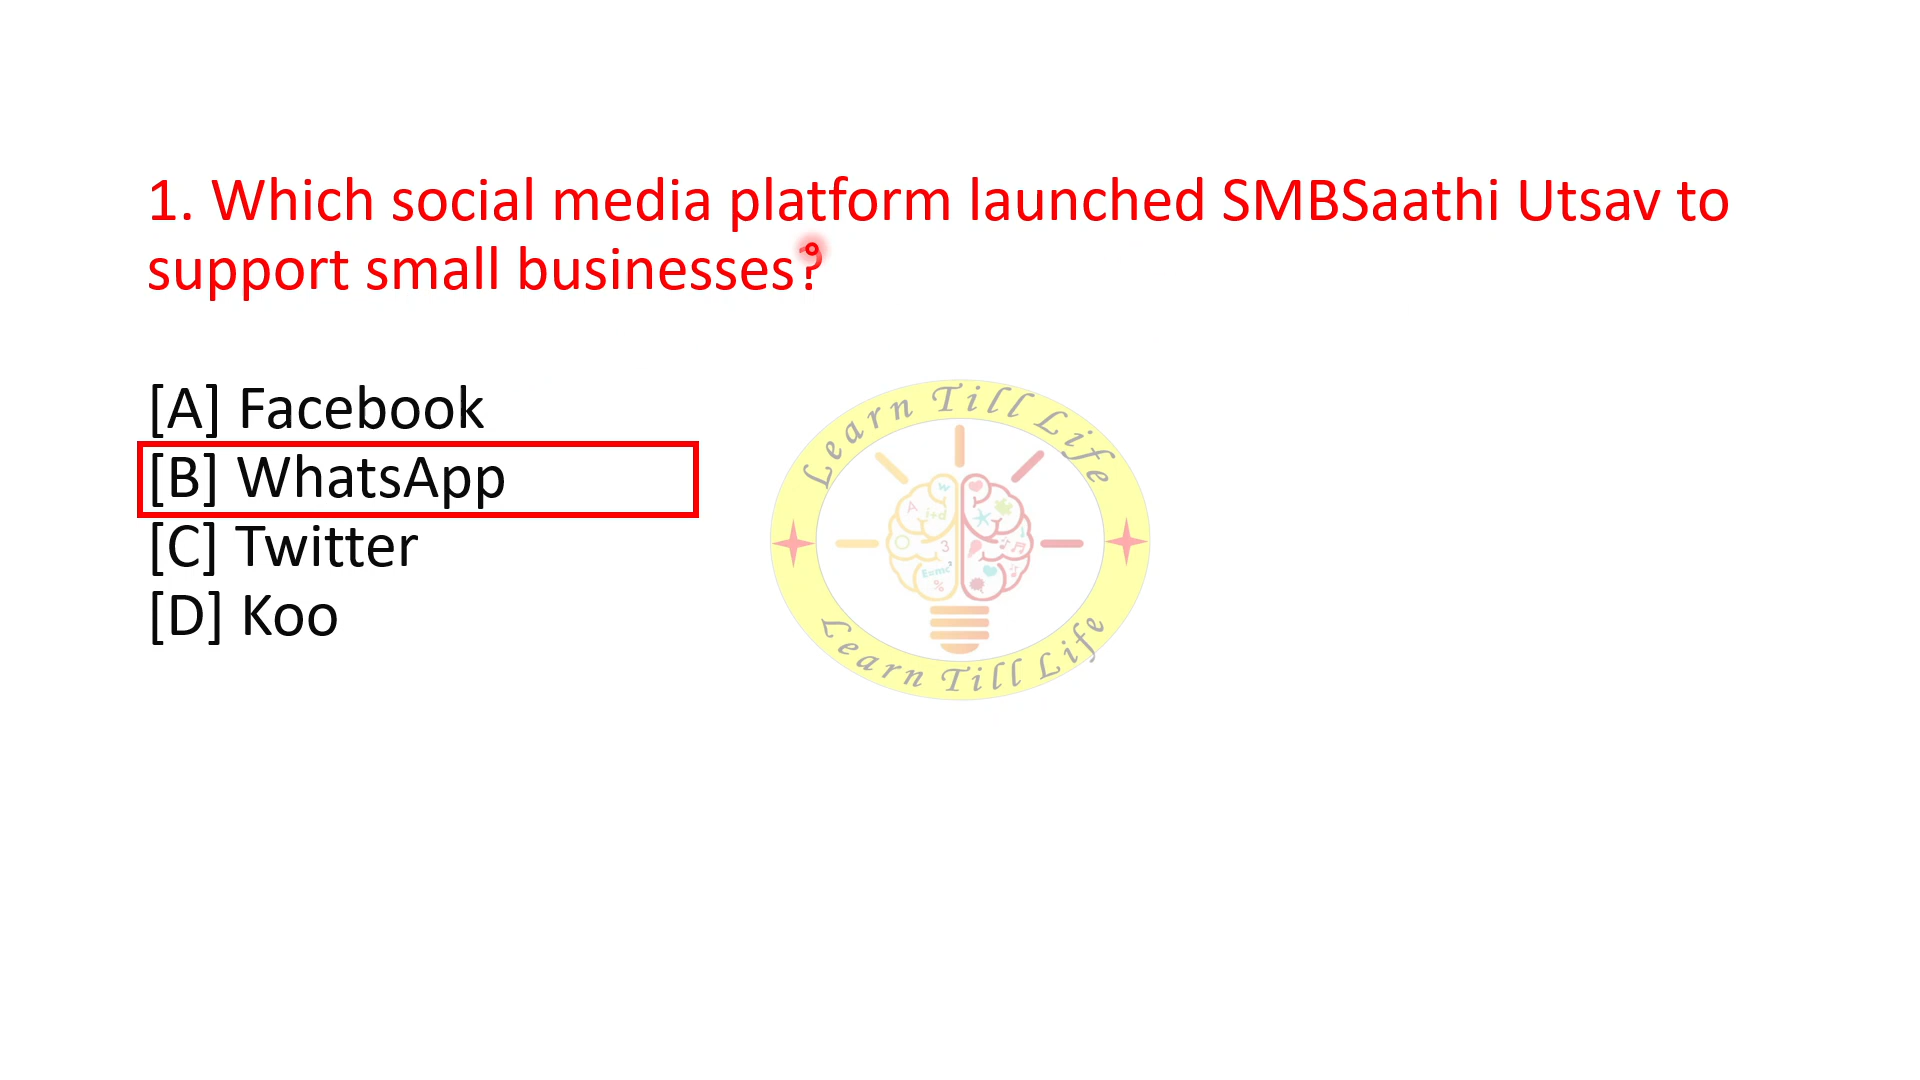 1. Which social media platform launched SMBSaathi Utsav to
support small businesses?
[A] Facebook
[B] WhatsApp
[C] Twitter
[D] Koo
Learn Till Life
Learn Till Life